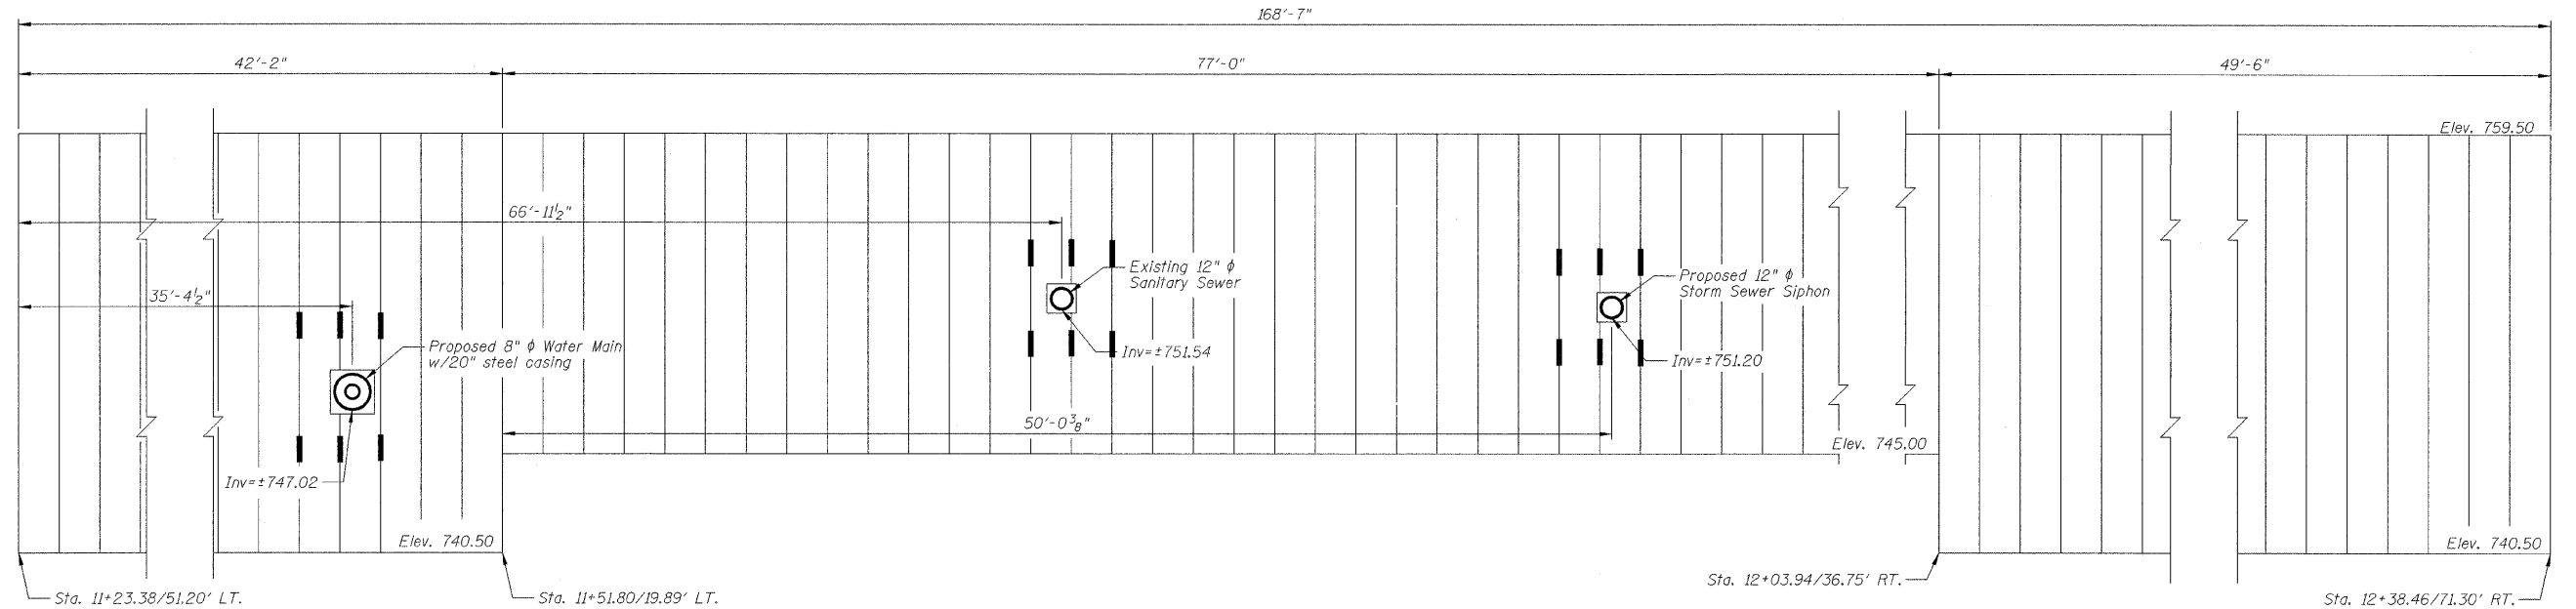 168'-7"
42'-2"
77'-0"
49'-6"
Elev. 759.50
66'-11½"
Existing 12" ϕ
Sanitary Sewer
Proposed 12" ϕ
Storm Sewer Siphon
35'-4½"
Proposed 8" ϕ Water Main
w/20" steel casing
Inv=±751.54
Inv=±751.20
50'-0⅜"
Elev. 745.00
Inv=±747.02
Elev. 740.50
Elev. 740.50
Sta. 12+03.94/36.75' RT.
Sta. 11+23.38/51.20' LT.
Sta. 11+51.80/19.89' LT.
Sta. 12+38.46/71.30' RT.